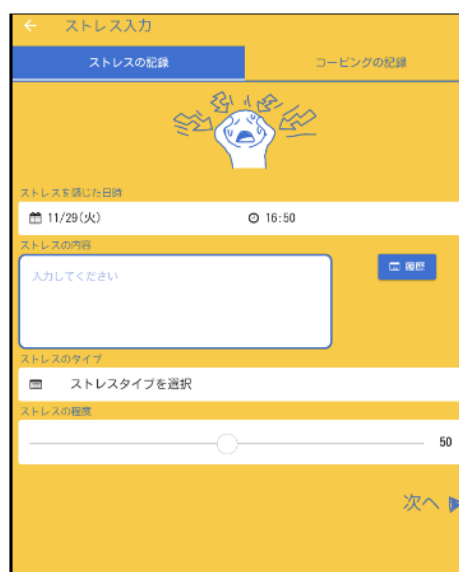 ストレス入力
ストレスの記録
コーピングの記録
ストレスを感じた日時
11/29(火) 16:50
ストレスの内容
入力してください
履歴
ストレスのタイプ
ストレスタイプを選択
ストレスの程度
50
次へ